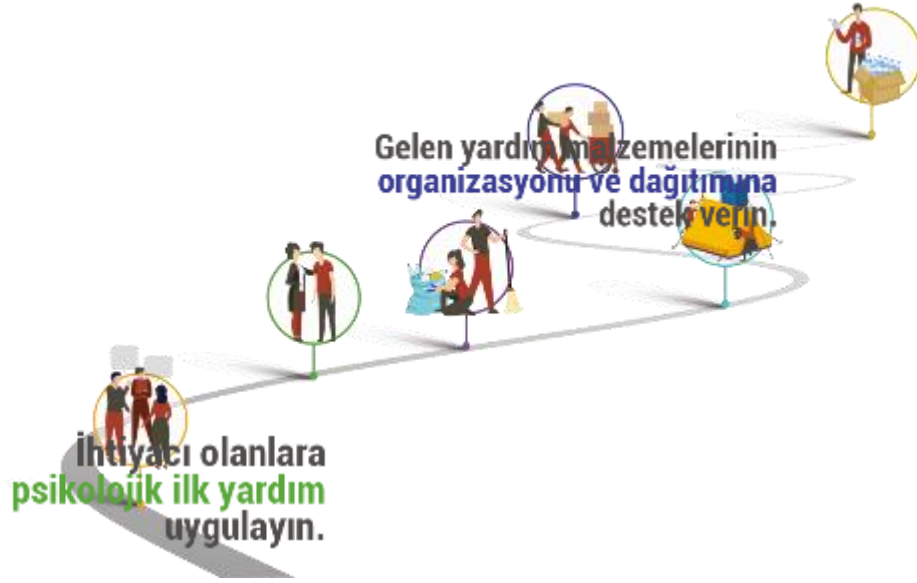 Gelen yardım malzemelerinin
organizasyonu ve dağıtımına
destek verin.
İhtiyacı olanlara
psikolojik ilk yardım
uygulayın.